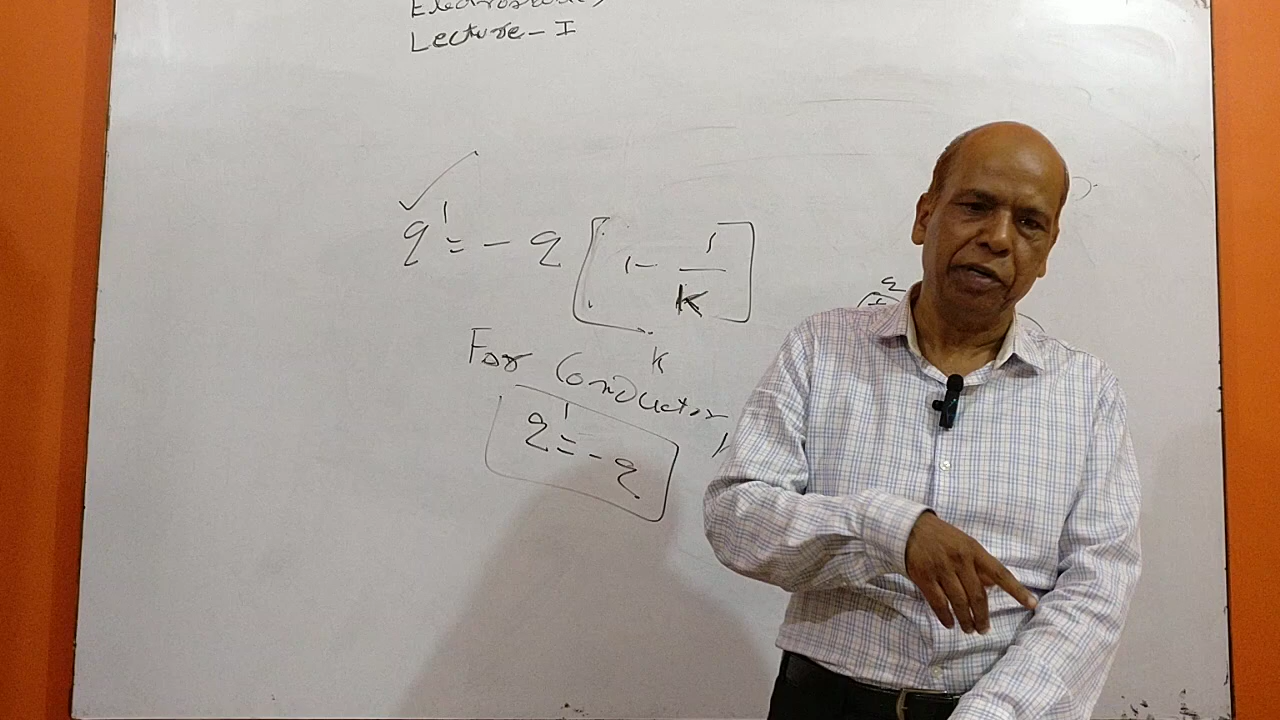 Lecture-I
q' = - q [1 - 1/K]
K
For Conductor
q' = - q
q